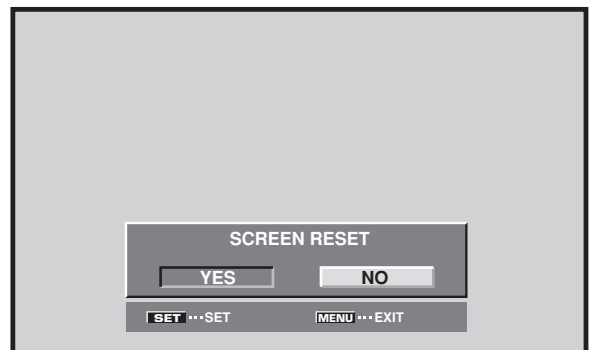 SCREEN RESET
YES NO
SET ···SET MENU ···EXIT